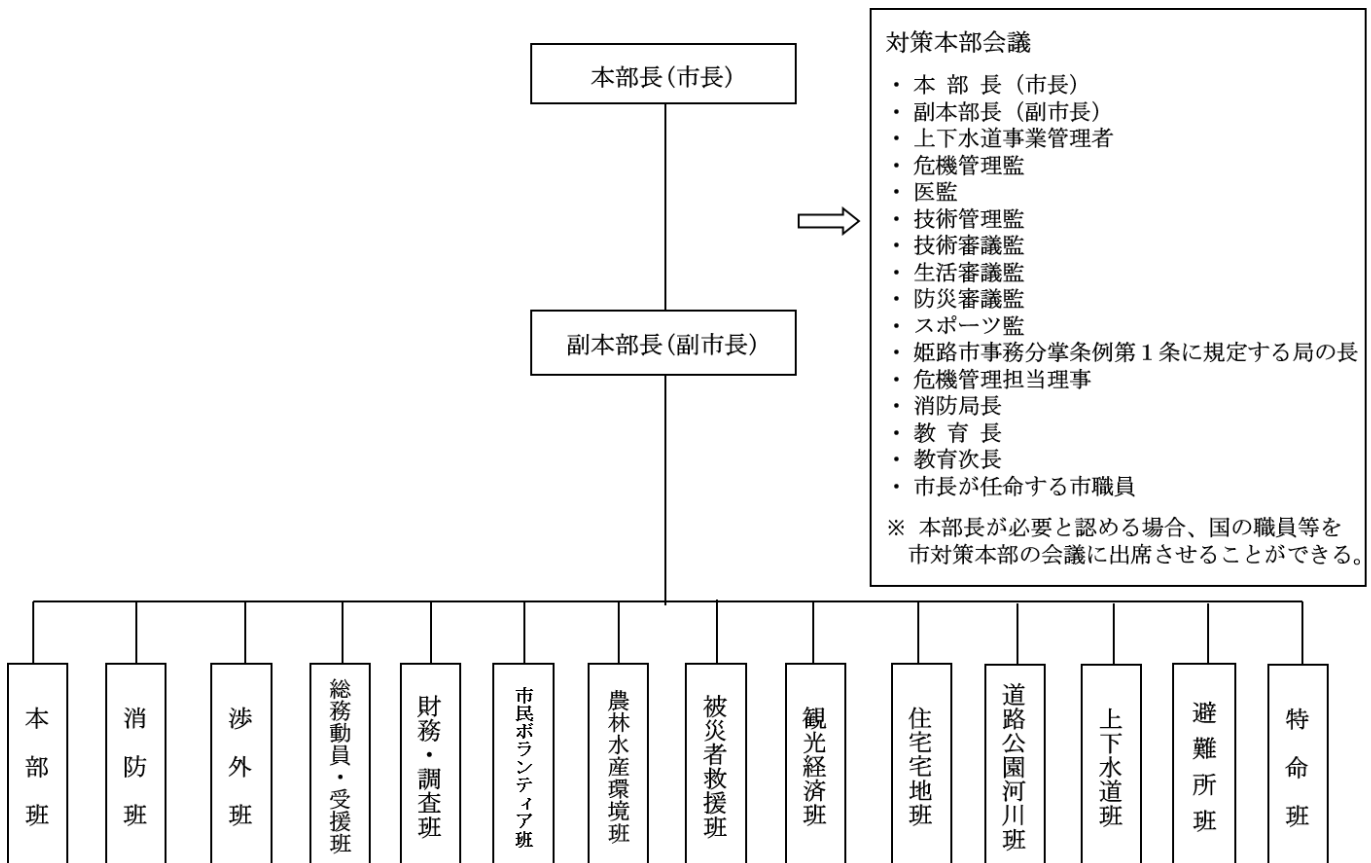 本部長(市長)
副本部長(副市長)
対策本部会議
・ 本 部 長 (市長)
・ 副本部長 (副市長)
・ 上下水道事業管理者
・ 危機管理監
・ 医監
・ 技術管理監
・ 技術審議監
・ 生活審議監
・ 防災審議監
・ スポーツ監
・ 姫路市事務分掌条例第1条に規定する局の長
・ 危機管理担当理事
・ 消防局長
・ 教 育 長
・ 教育次長
・ 市長が任命する市職員
※ 本部長が必要と認める場合、国の職員等を
市対策本部の会議に出席させることができる。
本部班
消防班
渉外班
総務動員・受援班
財務・調査班
市民ボランティア班
農林水産環境班
被災者救援班
観光経済班
住宅宅地班
道路公園河川班
上下水道班
避難所班
特命班